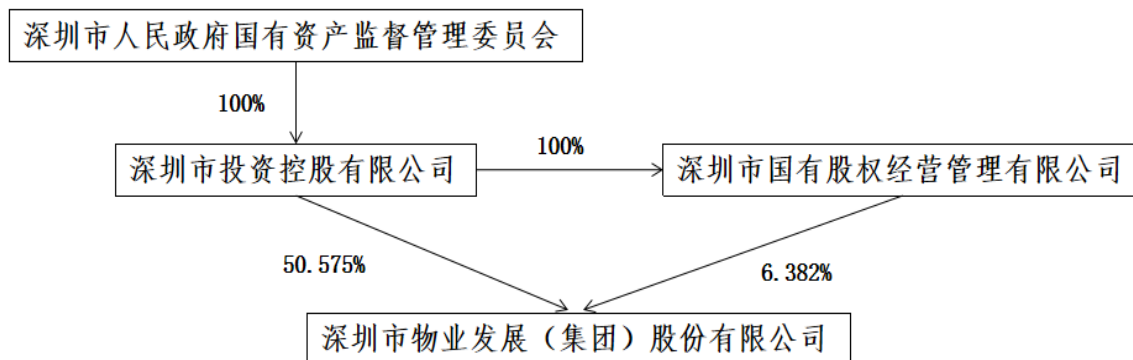 深圳市人民政府国有资产监督管理委员会
100%
深圳市投资控股有限公司
100%
深圳市国有股权经营管理有限公司
50.575%
6.382%
深圳市物业发展（集团）股份有限公司